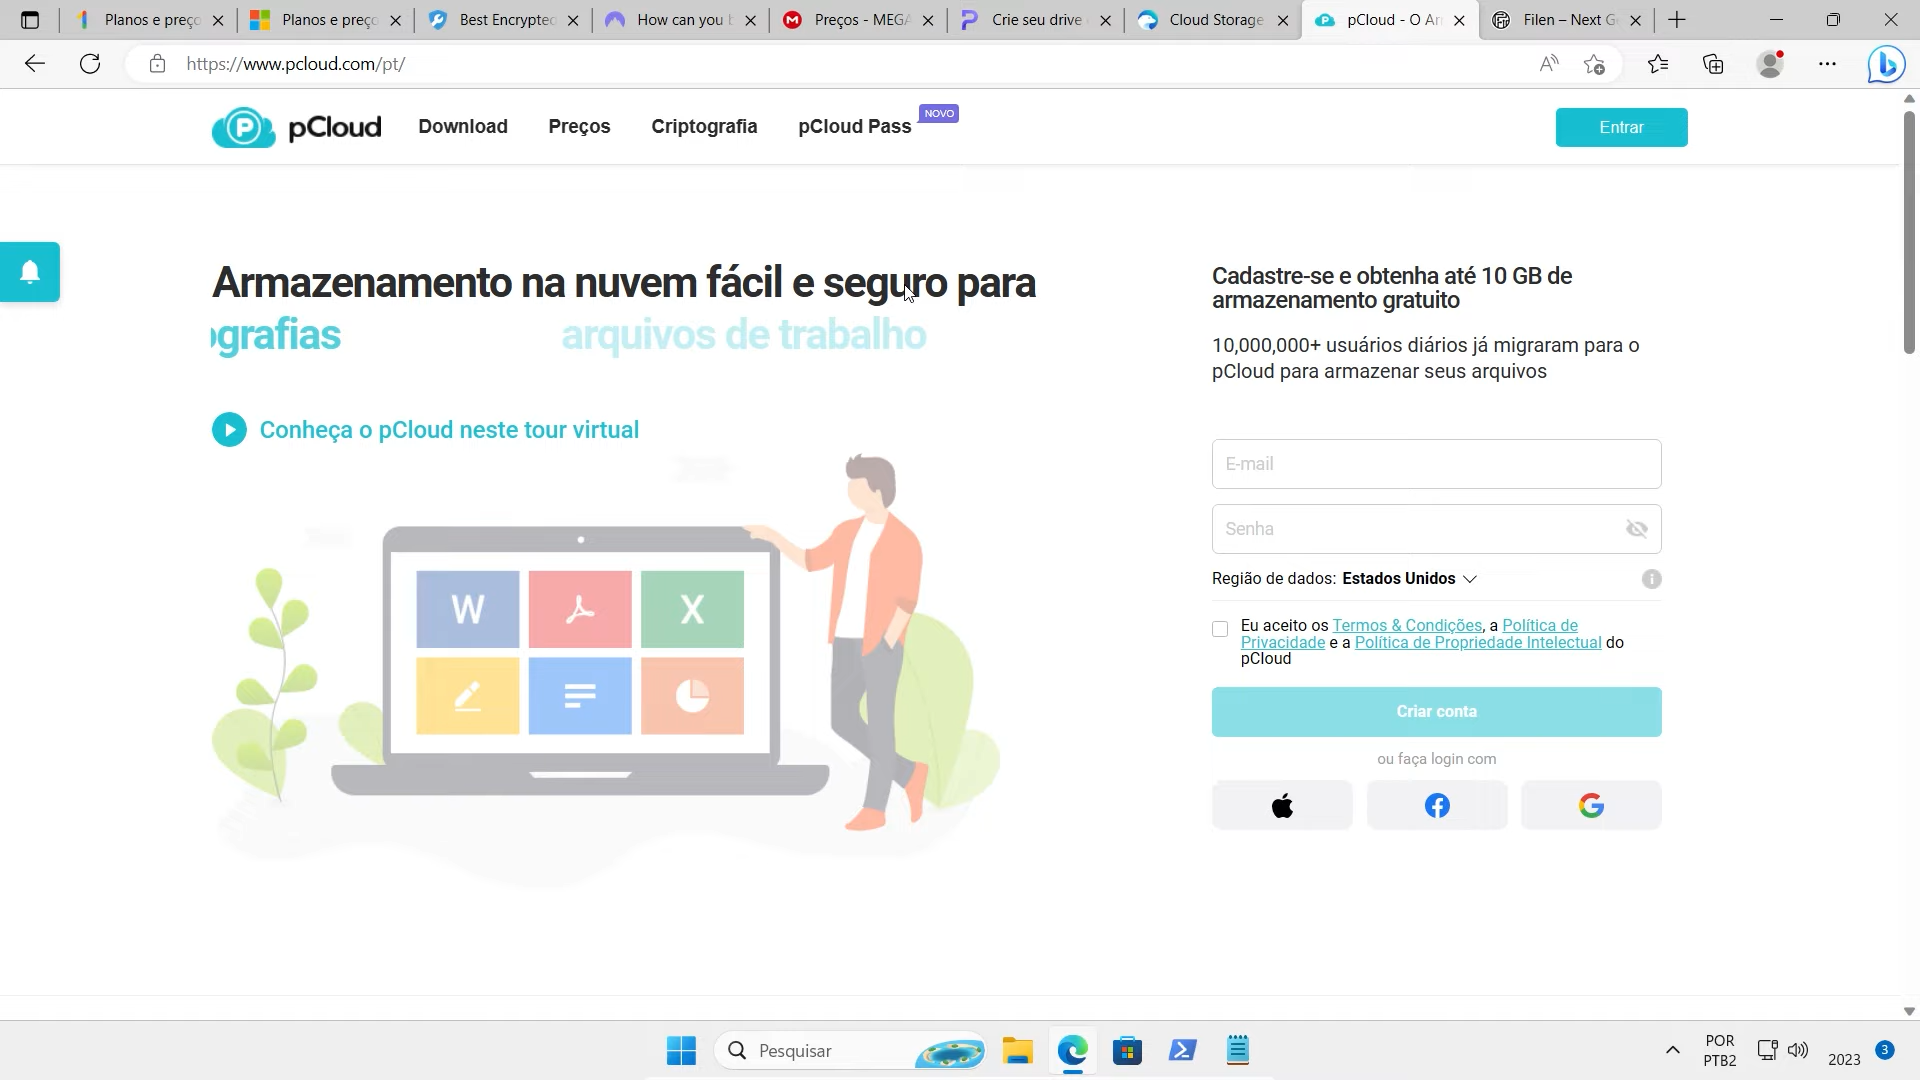 Planos e preço
Planos e preço
Best Encrypted
How can you b
Preços - MEGA
Crie seu drive
Cloud Storage
pCloud - O Ar
Filen – Next G
https://www.pcloud.com/pt/
pCloud
Download
Preços
Criptografia
pCloud Pass
NOVO
Entrar
Armazenamento na nuvem fácil e seguro para
ografias
arquivos de trabalho
Conheça o pCloud neste tour virtual
W
X
Cadastre-se e obtenha até 10 GB de
armazenamento gratuito
10,000,000+ usuários diários já migraram para o
pCloud para armazenar seus arquivos
E-mail
Senha
Região de dados: Estados Unidos
Eu aceito os Termos & Condições, a Política de
Privacidade e a Política de Propriedade Intelectual do
pCloud
Criar conta
ou faça login com
Pesquisar
POR
PTB2
2023
3